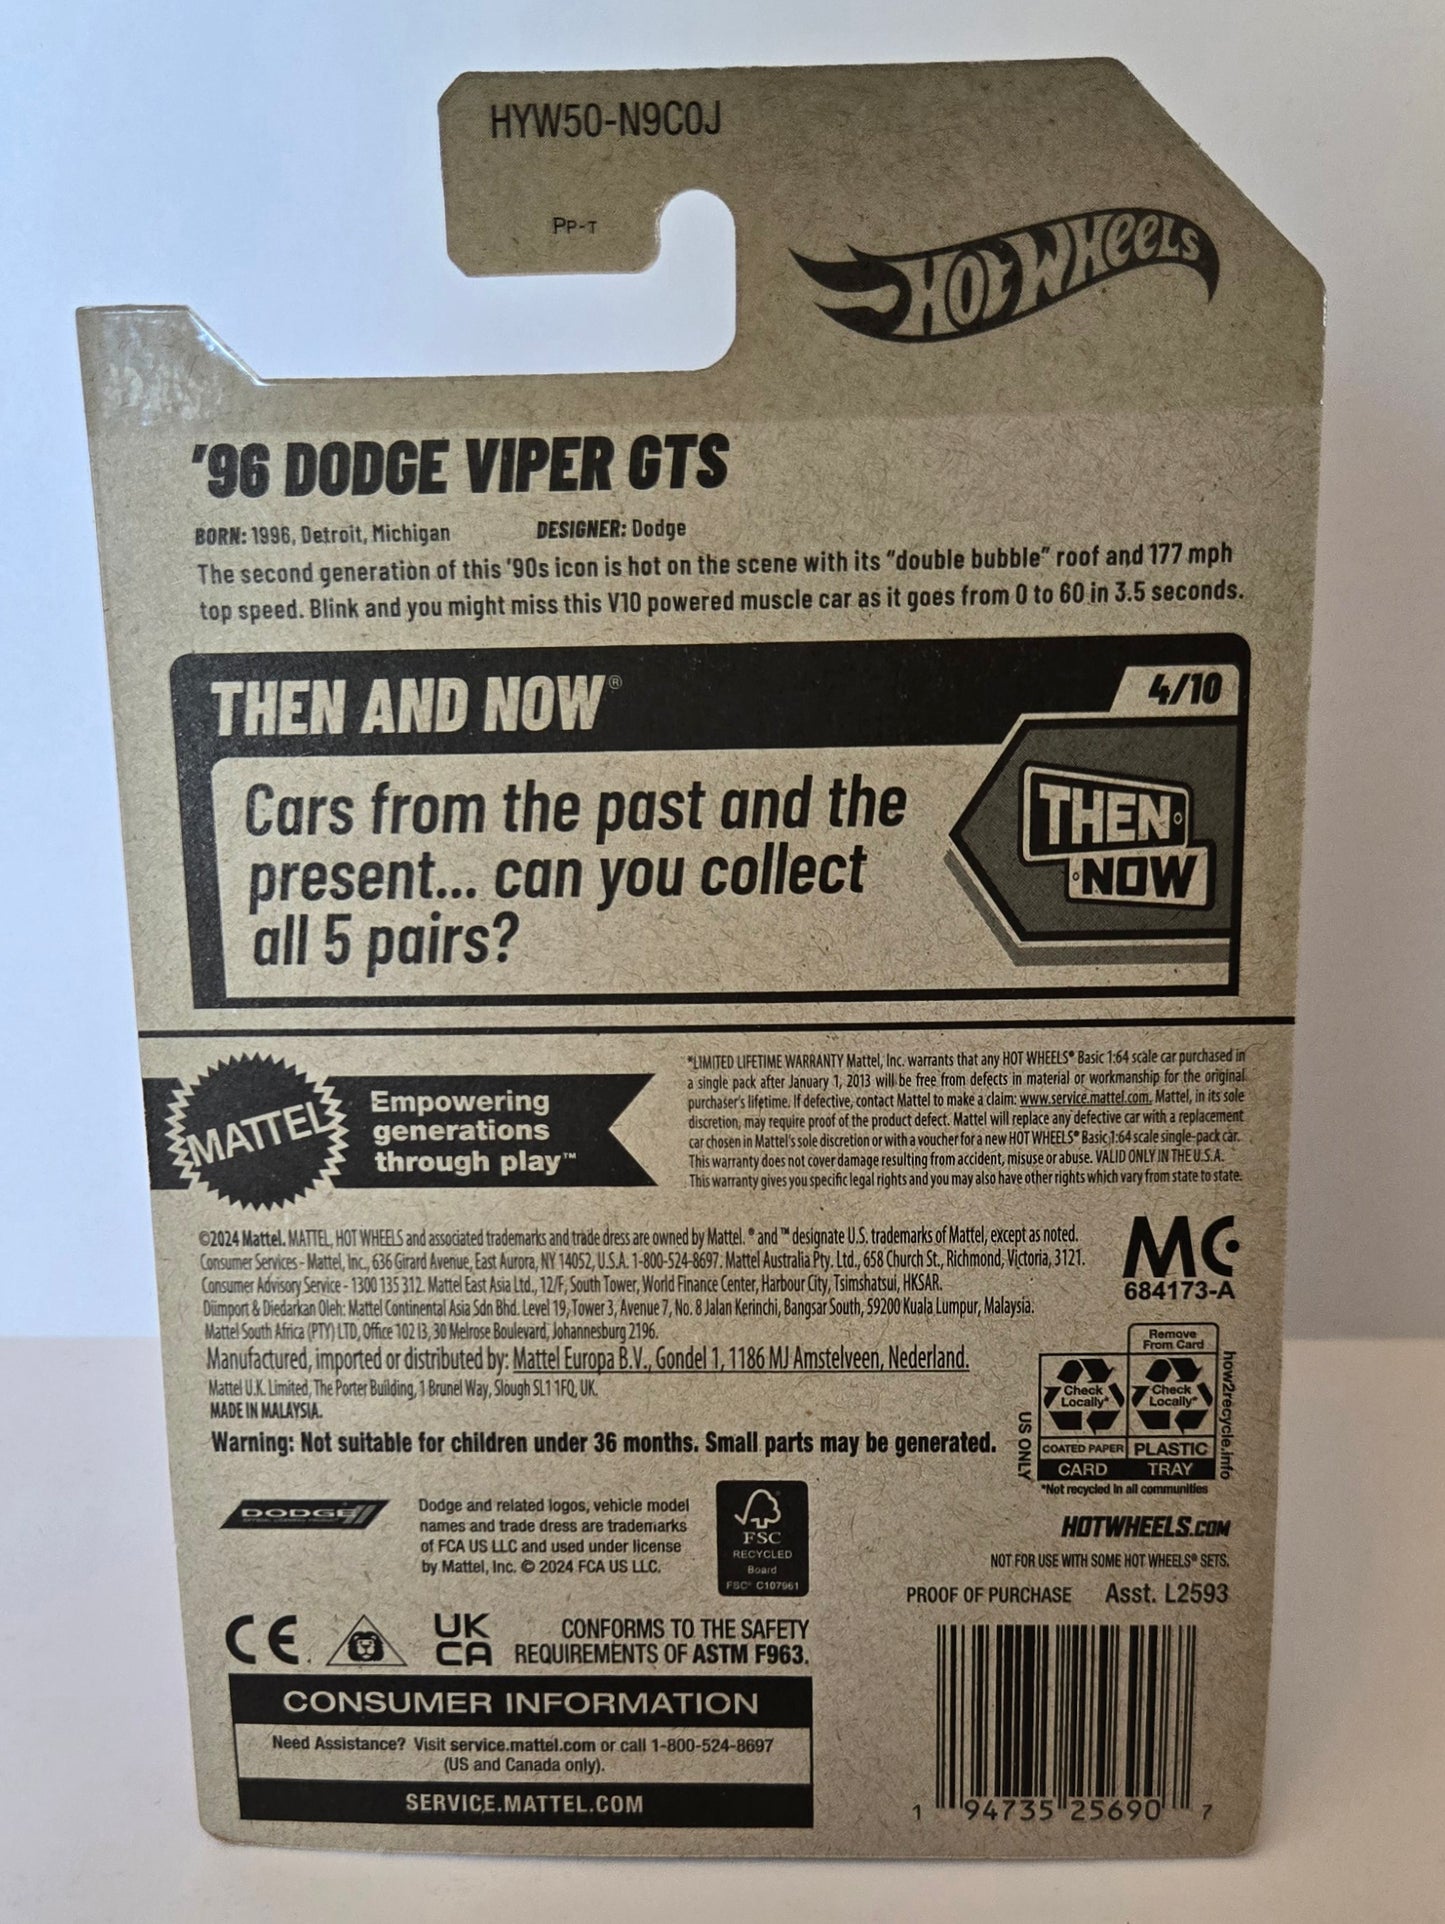 HYW50-N9C0J
PP-T
HOT WHEELS
'96 DODGE VIPER GTS
BORN: 1996, Detroit, Michigan DESIGNER: Dodge
The second generation of this '90s icon is hot on the scene with its "double bubble" roof and 177 mph
top speed. Blink and you might miss this V10 powered muscle car as it goes from 0 to 60 in 3.5 seconds.
THEN AND NOW®
4/10
Cars from the past and the
present... can you collect
all 5 pairs?
THEN
NOW
MATTEL
Empowering
generations
through play™
*LIMITED LIFETIME WARRANTY Mattel, Inc. warrants that any HOT WHEELS® Basic 1:64 scale car purchased in
a single pack after January 1, 2013 will be free from defects in material or workmanship for the original
purchaser's lifetime. If defective, contact Mattel to make a claim: www.service.mattel.com. Mattel, in its sole
discretion, may require proof of the product defect. Mattel will replace any defective car with a replacement
car chosen in Mattel's sole discretion or with a voucher for a new HOT WHEELS® Basic 1:64 scale single-pack car.
This warranty does not cover damage resulting from accident, misuse or abuse. VALID ONLY IN THE U.S.A.
This warranty gives you specific legal rights and you may also have other rights which vary from state to state.
©2024 Mattel. MATTEL, HOT WHEELS and associated trademarks and trade dress are owned by Mattel. ® and ™ designate U.S. trademarks of Mattel, except as noted.
Consumer Services - Mattel, Inc., 636 Girard Avenue, East Aurora, NY 14052, U.S.A. 1-800-524-8697. Mattel Australia Pty. Ltd., 658 Church St., Richmond, Victoria, 3121.
Consumer Advisory Service - 1300 135 312. Mattel East Asia Ltd., 12/F, South Tower, World Finance Center, Harbour City, Tsimshatsui, HKSAR.
Diimport & Diedarkan Oleh: Mattel Continental Asia Sdn Bhd. Level 19, Tower 3, Avenue 7, No. 8 Jalan Kerinchi, Bangsar South, 59200 Kuala Lumpur, Malaysia.
Mattel South Africa (PTY) LTD, Office 102 I3, 30 Melrose Boulevard, Johannesburg 2196.
Manufactured, imported or distributed by: Mattel Europa B.V., Gondel 1, 1186 MJ Amstelveen, Nederland.
Mattel U.K. Limited, The Porter Building, 1 Brunel Way, Slough SL1 1FQ, UK.
MADE IN MALAYSIA.
Warning: Not suitable for children under 36 months. Small parts may be generated.
MC
684173-A
Remove
From Card
Check
Locally*
Check
Locally*
COATED PAPER
PLASTIC
CARD
TRAY
US ONLY
how2recycle.info
*Not recycled in all communities
DODGE
Dodge and related logos, vehicle model
names and trade dress are trademarks
of FCA US LLC and used under license
by Mattel, Inc. © 2024 FCA US LLC.
FSC
RECYCLED
Board
FSC® C107961
HOTWHEELS.COM
NOT FOR USE WITH SOME HOT WHEELS® SETS.
PROOF OF PURCHASE Asst. L2593
CE
UK
CA
CONFORMS TO THE SAFETY
REQUIREMENTS OF ASTM F963.
CONSUMER INFORMATION
Need Assistance? Visit service.mattel.com or call 1-800-524-8697
(US and Canada only).
SERVICE.MATTEL.COM
1 94735 25690 7